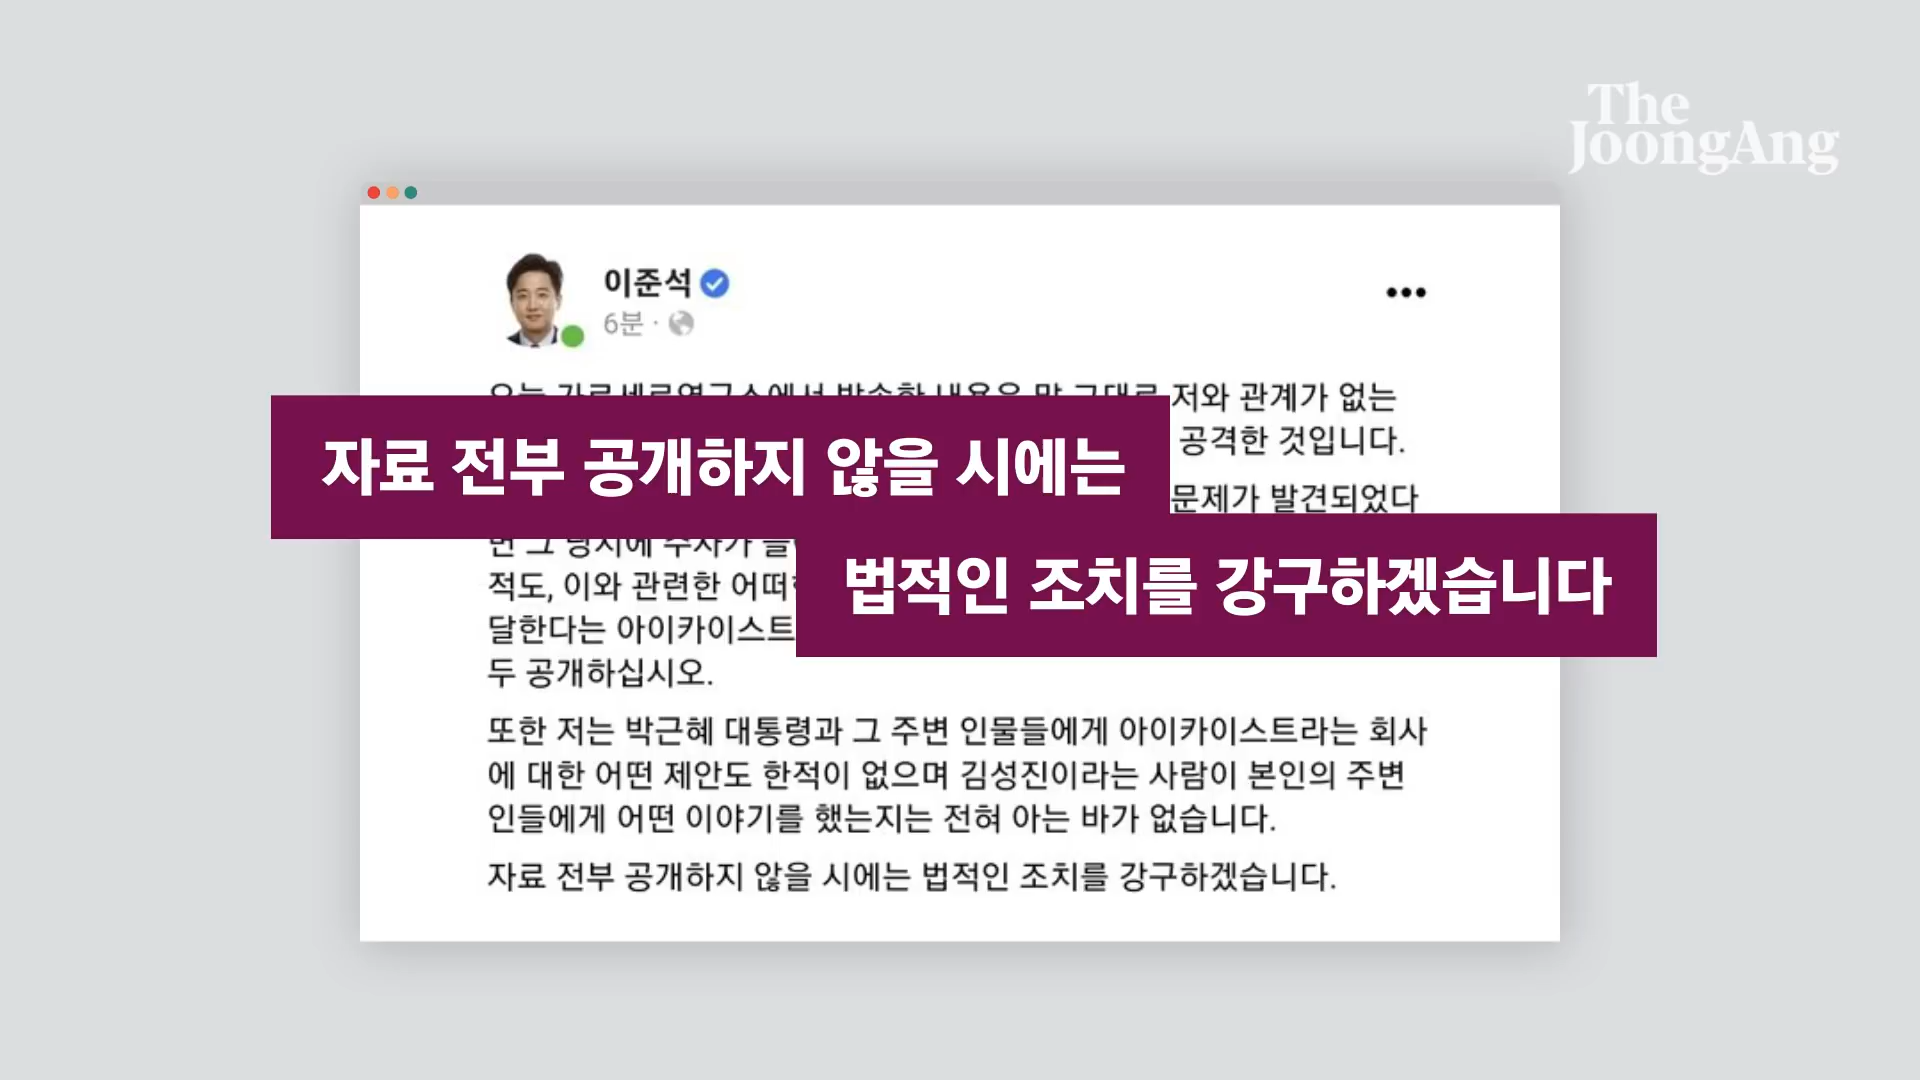 The
JoongAng
이준석
6분 ·
저와 관계가 없는
공격한 것입니다.
자료 전부 공개하지 않을 시에는
문제가 발견되었다
면 그 당시에 수사가
법적인 조치를 강구하겠습니다
적도, 이와 관련한
달한다는 아이카이스트
두 공개하십시오.
또한 저는 박근혜 대통령과 그 주변 인물들에게 아이카이스트라는 회사
에 대한 어떤 제안도 한적이 없으며 김성진이라는 사람이 본인의 주변
인들에게 어떤 이야기를 했는지는 전혀 아는 바가 없습니다.
자료 전부 공개하지 않을 시에는 법적인 조치를 강구하겠습니다.